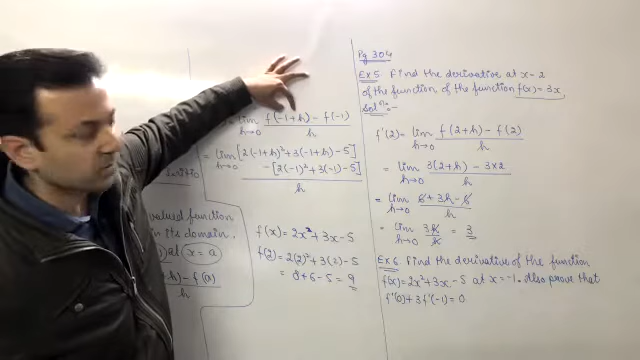 valued function
in its domain.
at x = a
h) - f(a)
h
lim f(-1+h) - f(-1)
h→0 h
= lim [2(-1+h)²+3(-1+h)-5]
h→0 -[2(-1)²+3(-1)-5]
h
f(x) = 2x²+3x-5
f(2) = 2(2)²+3(2)-5
= 8+6-5 = 9
Pg 304
Ex 5 Find the derivative at x=2
of the function of the function f(x) = 3x
Solⁿ:-
f'(2) = lim f(2+h) - f(2)
h→0 h
= lim 3(2+h) - 3×2
h→0 h
= lim 6+3h-6
h→0 h
= lim 3h = 3
h→0 h
Ex 6 Find the derivative of the function
f(x) = 2x²+3x-5 at x=-1. Also prove that
f'(0)+3f'(-1) = 0